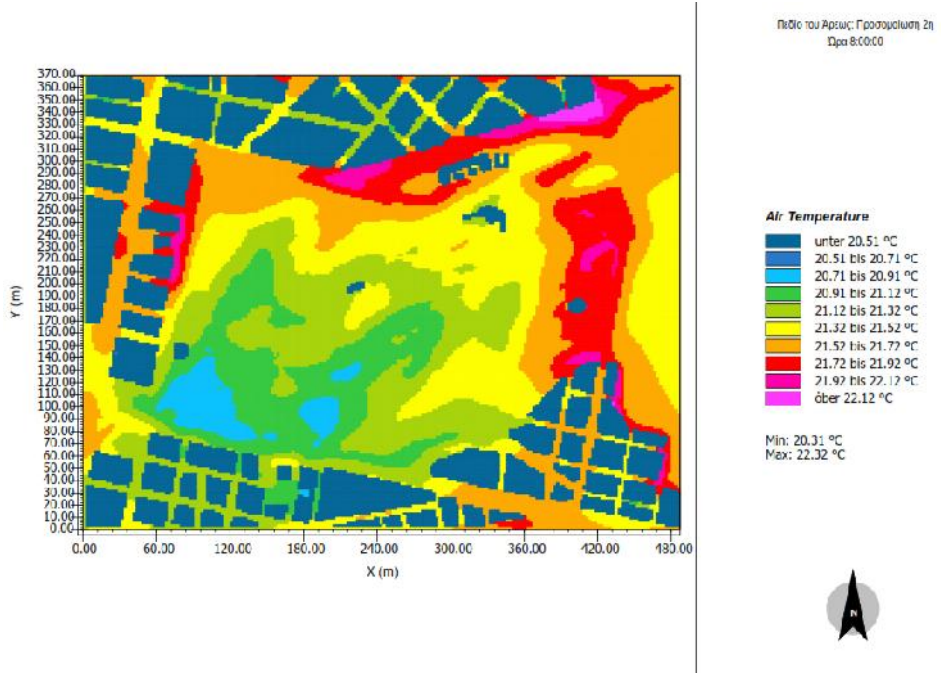 Πεδίο του Άρεως: Προσομοίωση 2η
Ώρα 8:00:00
370.00
360.00
350.00
340.00
330.00
320.00
310.00
300.00
290.00
280.00
270.00
260.00
250.00
240.00
230.00
220.00
210.00
200.00
190.00
180.00
170.00
160.00
150.00
140.00
130.00
120.00
110.00
100.00
90.00
80.00
70.00
60.00
50.00
40.00
30.00
20.00
10.00
0.00
Y (m)
0.00 60.00 120.00 180.00 240.00 300.00 360.00 420.00 480.00
X (m)
Air Temperature
unter 20.51 °C
20.51 bis 20.71 °C
20.71 bis 20.91 °C
20.91 bis 21.12 °C
21.12 bis 21.32 °C
21.32 bis 21.52 °C
21.52 bis 21.72 °C
21.72 bis 21.92 °C
21.92 bis 22.12 °C
όber 22.12 °C
Min: 20.31 °C
Max: 22.32 °C
N